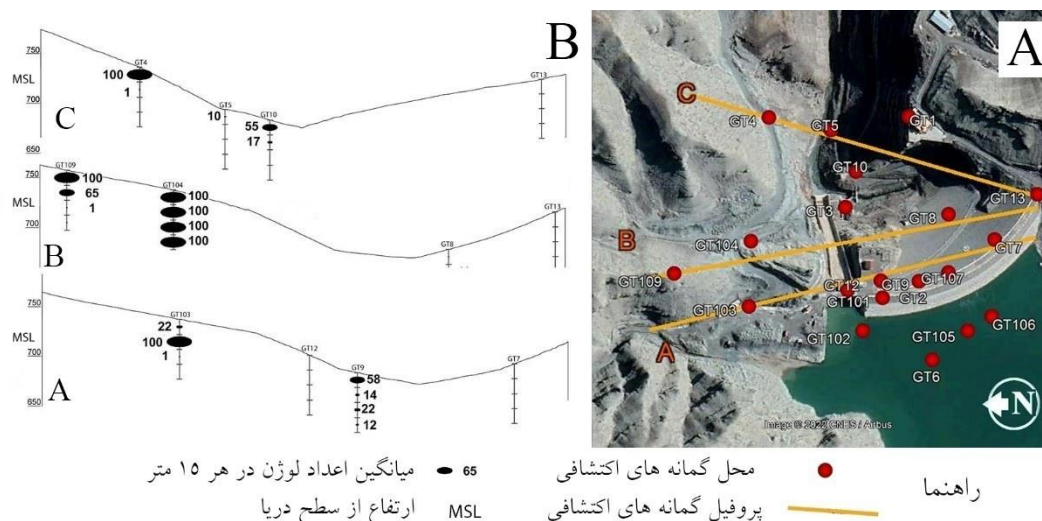 B
750
MSL
700
650
C
GT4
100
1
GT5
10
GT10
55
17
GT13
750
MSL
700
B
GT109
100
65
1
GT104
100
100
100
100
GT8
GT13
750
MSL
700
650
A
GT103
22
100
1
GT12
GT9
58
14
22
12
GT7
A
C
GT4
GT5
GT1
GT10
GT13
GT3
GT8
B
GT104
GT7
GT109
GT107
GT12
GT9
GT103
GT101
GT2
A
GT102
GT105
GT106
GT6
N
Image © 2022 CNES / Airbus
راهنما
محل گمانه های اکتشافی
65 میانگین اعداد لوژن در هر ۱۵ متر
پروفیل گمانه های اکتشافی
MSL ارتفاع از سطح دریا